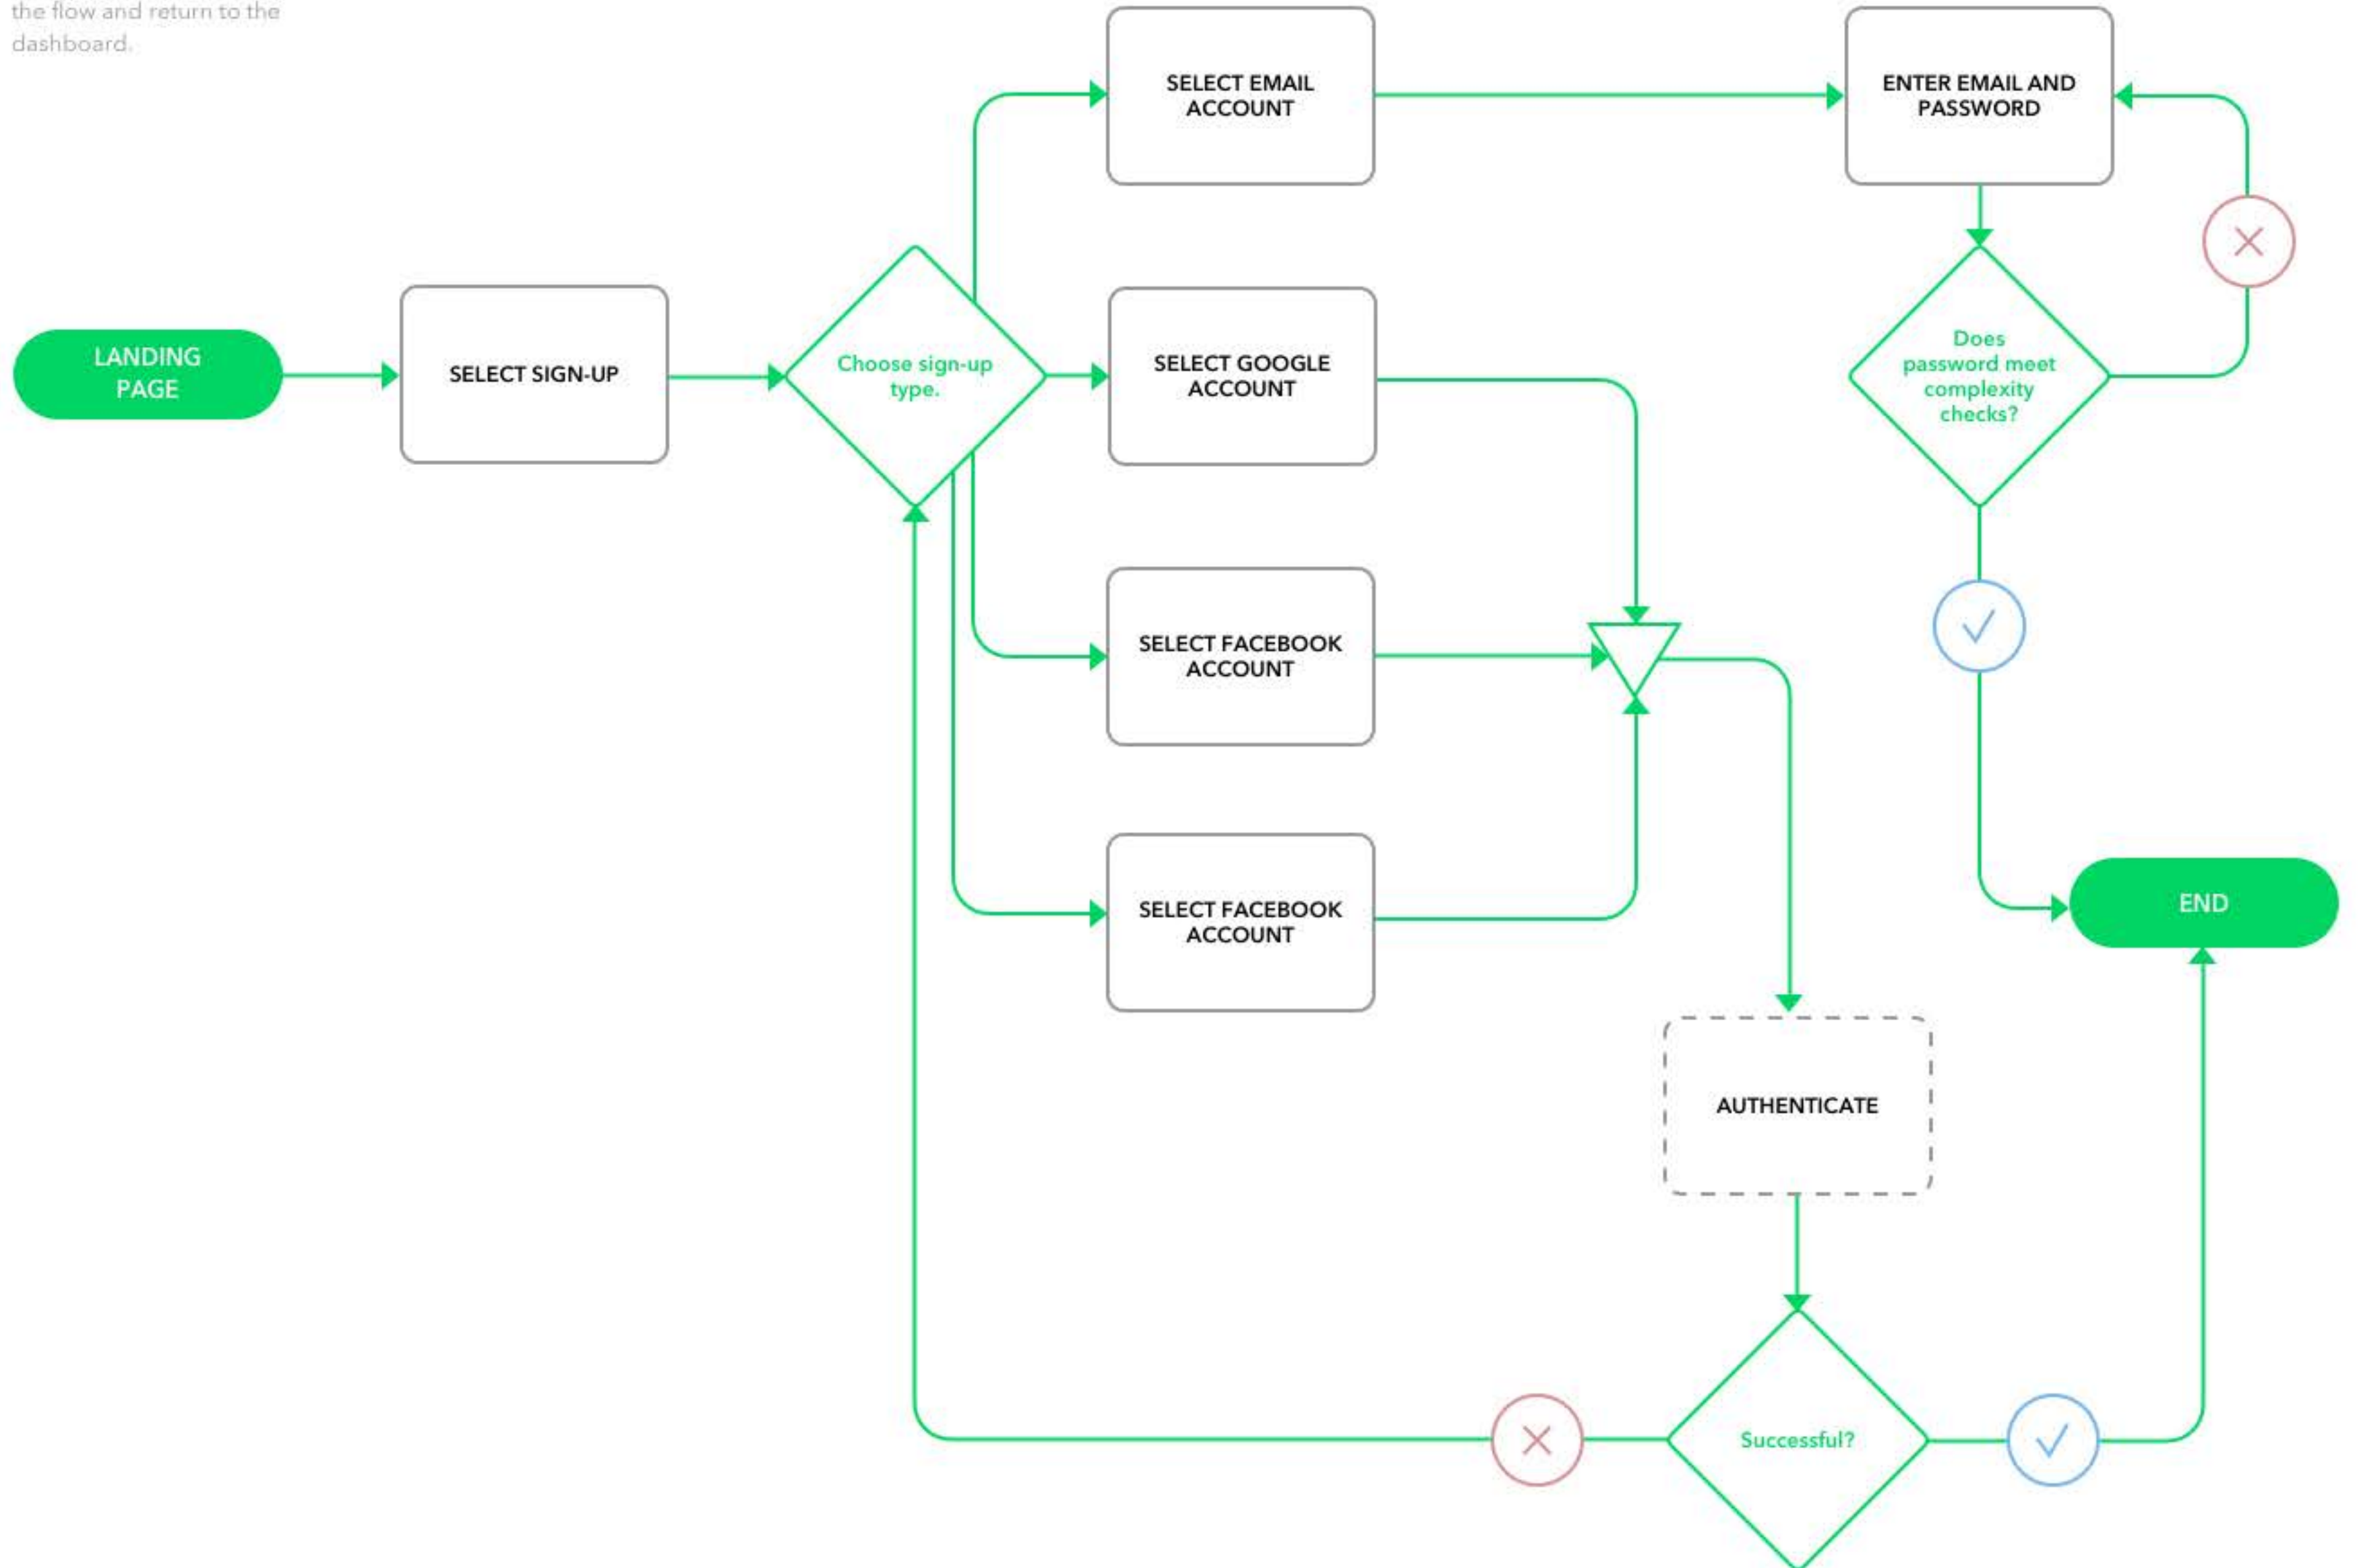 the flow and return to the
dashboard.
SELECT EMAIL
ACCOUNT
ENTER EMAIL AND
PASSWORD
LANDING
PAGE
SELECT SIGN-UP
Choose sign-up
type.
SELECT GOOGLE
ACCOUNT
Does
password meet
complexity
checks?
SELECT FACEBOOK
ACCOUNT
SELECT FACEBOOK
ACCOUNT
END
AUTHENTICATE
Successful?